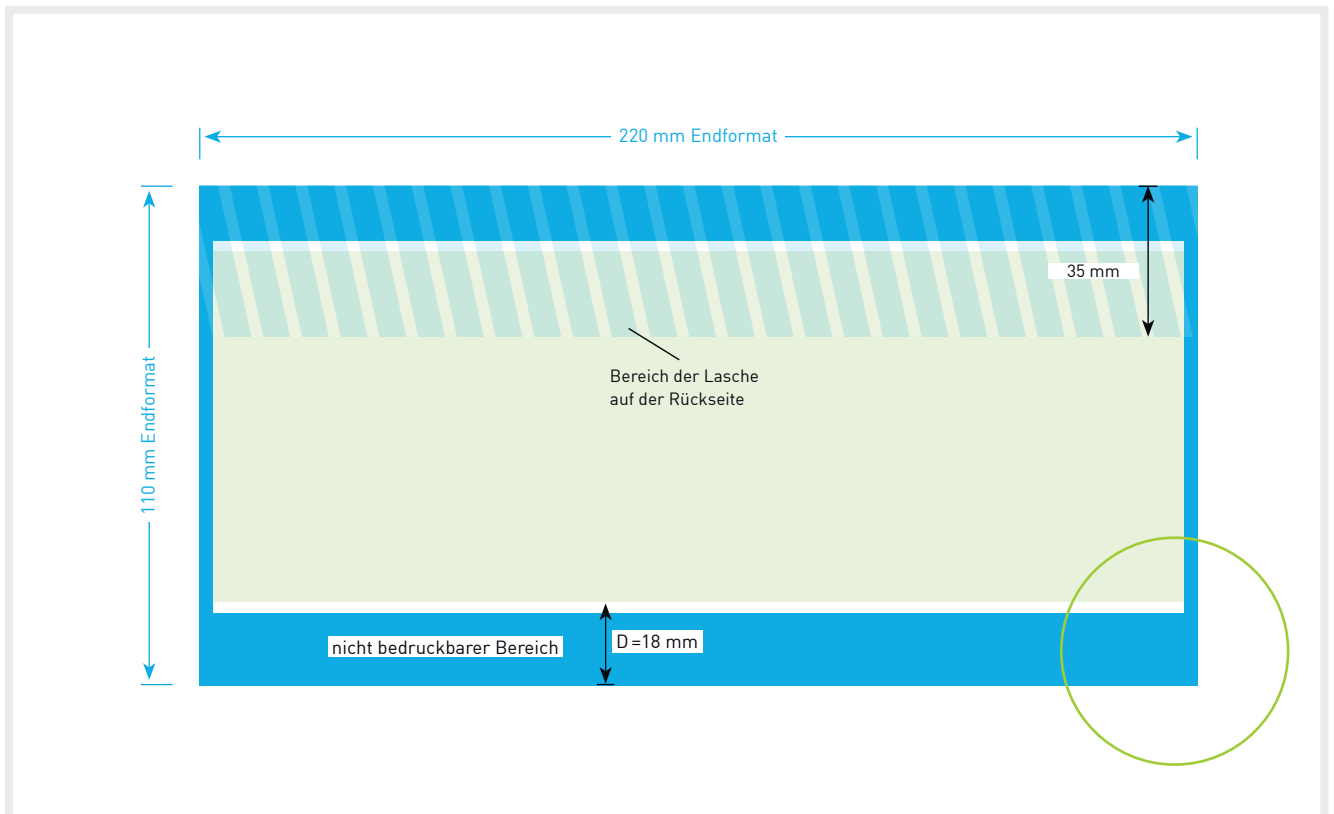 220 mm Endformat
110 mm Endformat
35 mm
Bereich der Lasche
auf der Rückseite
nicht bedruckbarer Bereich
D=18 mm